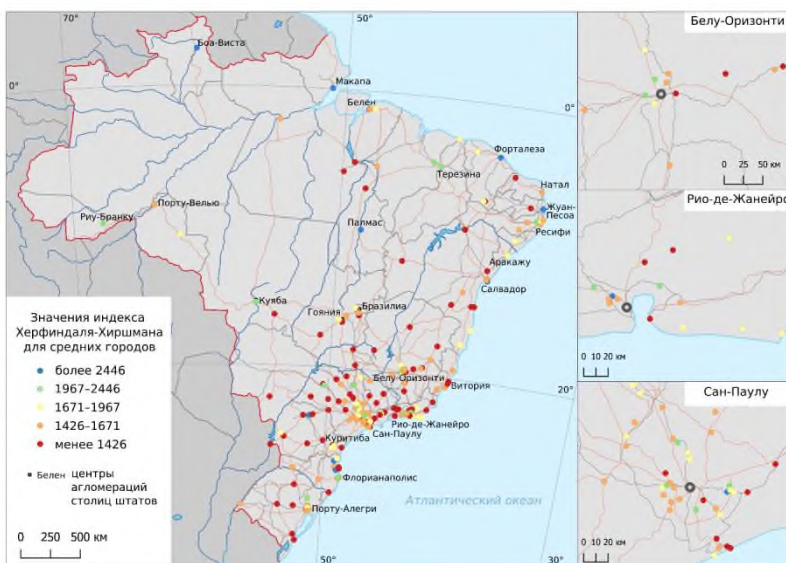 70°
50°
Боа-Виста
0°
Макапа
Белен
0°
Форталеза
Терезина
Натал
Жуан-
Песоа
Ресифи
Риу-Бранку
Порту-Велью
Палмас
Аракажу
Салвадор
Куяба
Гояния
Бразилиа
Белу-Оризонти
Витория
20°
Рио-де-Жанейро
Сан-Паулу
Куритиба
Флорианаполис
Порту-Алегри
Атлантический океан
50°
30°
Значения индекса
Херфиндаля-Хиршмана
для средних городов
более 2446
1967–2446
1671–1967
1426–1671
менее 1426
Белен центры
агломераций
столиц штатов
0 250 500 км
Белу-Оризонти
0 25 50 км
Рио-де-Жанейро
0 10 20 км
Сан-Паулу
0 10 20 км